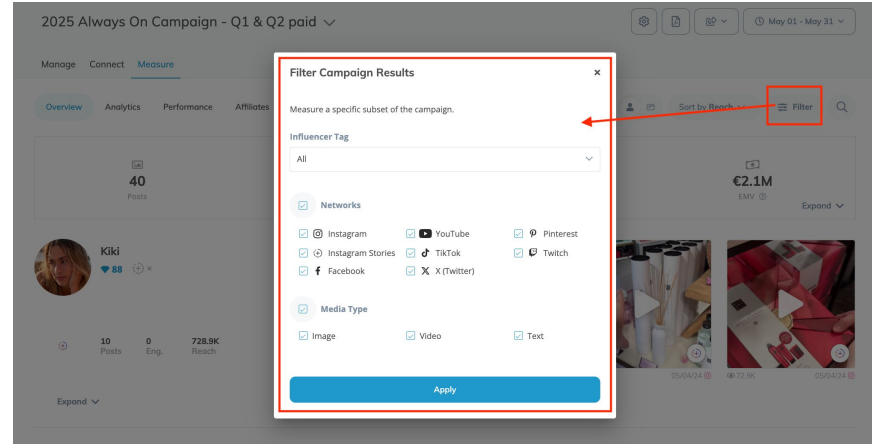 2025 Always On Campaign - Q1 & Q2 paid
May 01 - May 31
Manage Connect Measure
Overview Analytics Performance Affiliates
Sort by Reach
Filter
40
Posts
€2.1M
EMV
Expand
Kiki
88
10 0 728.9K
Posts Eng. Reach
Expand
05/04/24
72.9K
05/04/24
Filter Campaign Results
Measure a specific subset of the campaign.
Influencer Tag
All
Networks
Instagram YouTube Pinterest
Instagram Stories TikTok Twitch
Facebook X (Twitter)
Media Type
Image Video Text
Apply